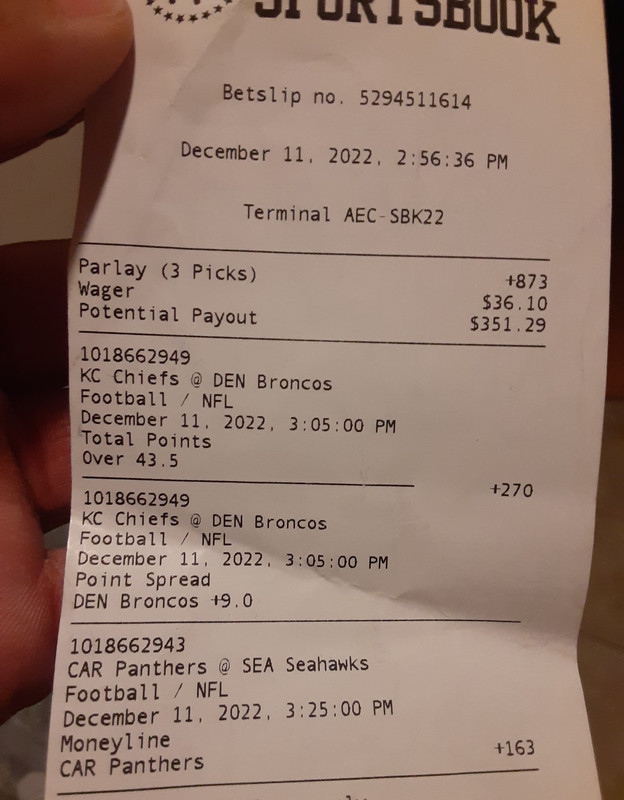 SPORTSBOOK
Betslip no. 5294511614
December 11, 2022, 2:56:36 PM
Terminal AEC-SBK22
Parlay (3 Picks) +873
Wager $36.10
Potential Payout $351.29
1018662949
KC Chiefs @ DEN Broncos
Football / NFL
December 11, 2022, 3:05:00 PM
Total Points
Over 43.5
+270
1018662949
KC Chiefs @ DEN Broncos
Football / NFL
December 11, 2022, 3:05:00 PM
Point Spread
DEN Broncos +9.0
1018662943
CAR Panthers @ SEA Seahawks
Football / NFL
December 11, 2022, 3:25:00 PM
Moneyline
CAR Panthers +163